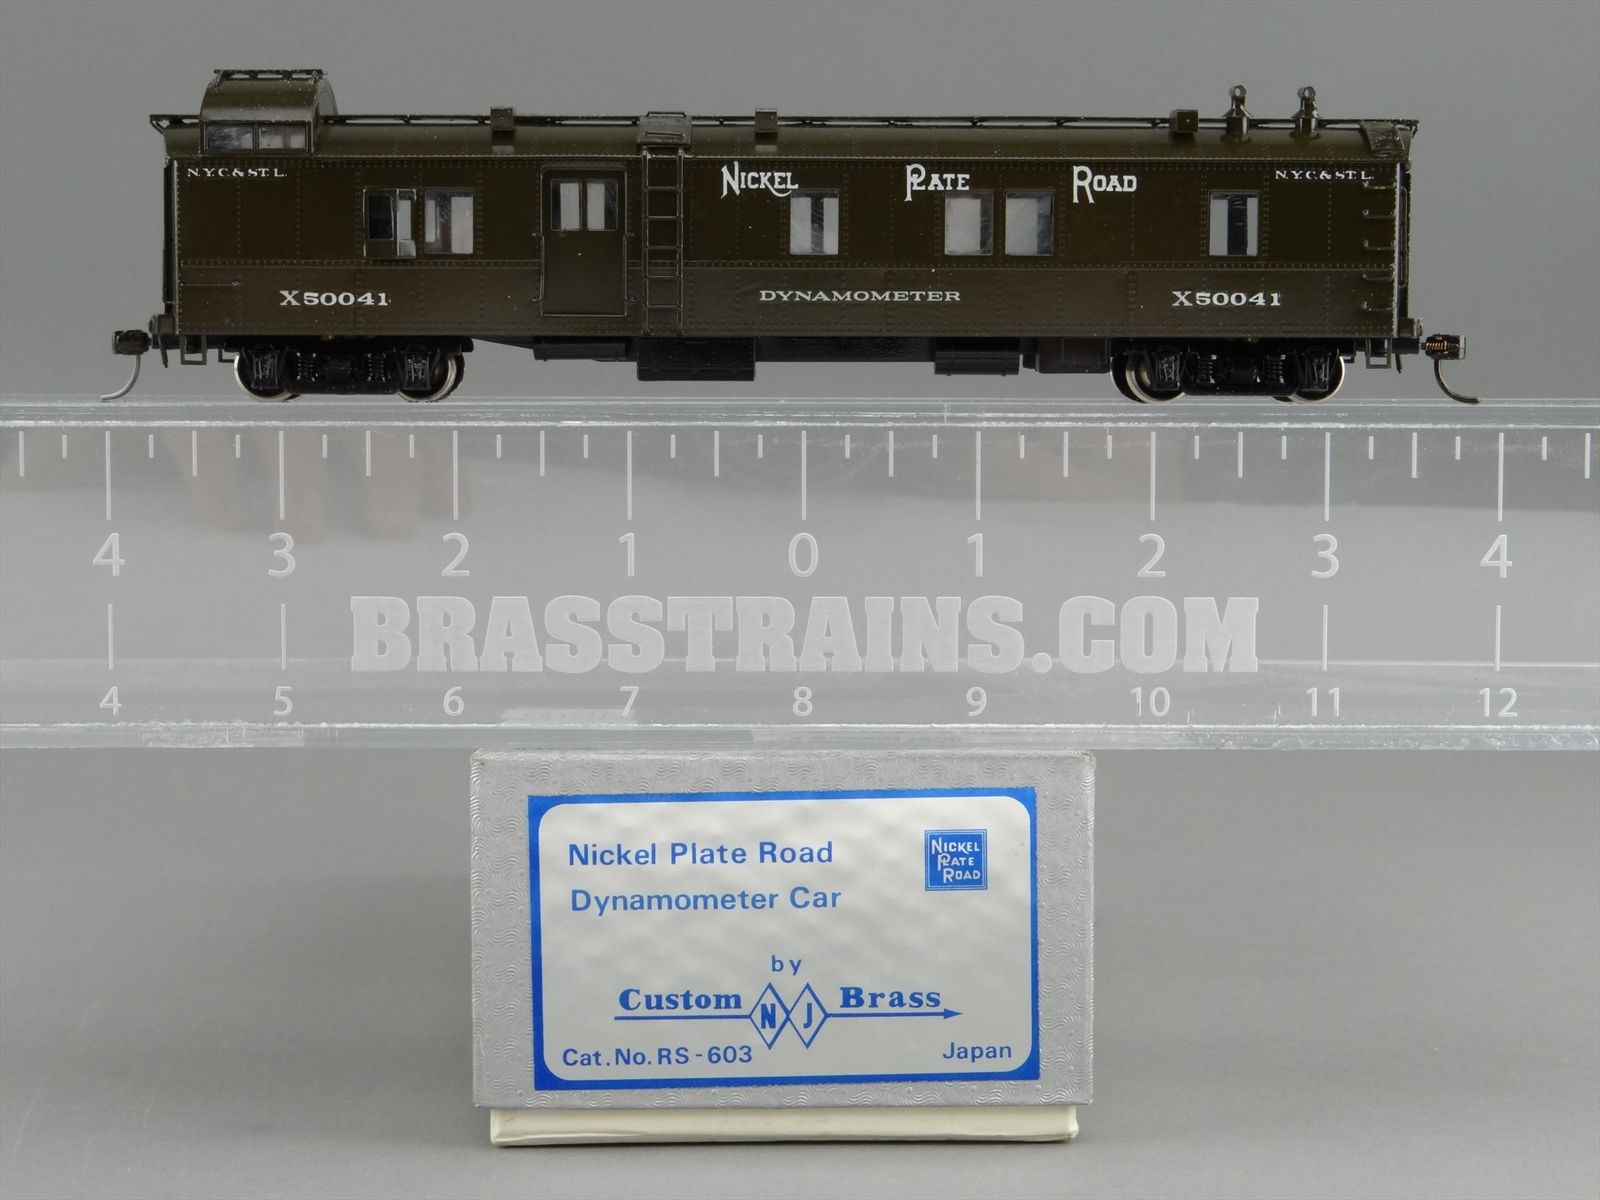 N.Y.C.& ST. L.
NICKEL PLATE ROAD
N.Y.C.& ST. L.
X50041
DYNAMOMETER
X50041
4 3 2 1 0 1 2 3 4
BRASSTRAINS.COM
4 5 6 7 8 9 10 11 12
Nickel Plate Road
Dynamometer Car
NICKEL
PLATE
ROAD
by
Custom NJ Brass
Cat. No. RS-603
Japan